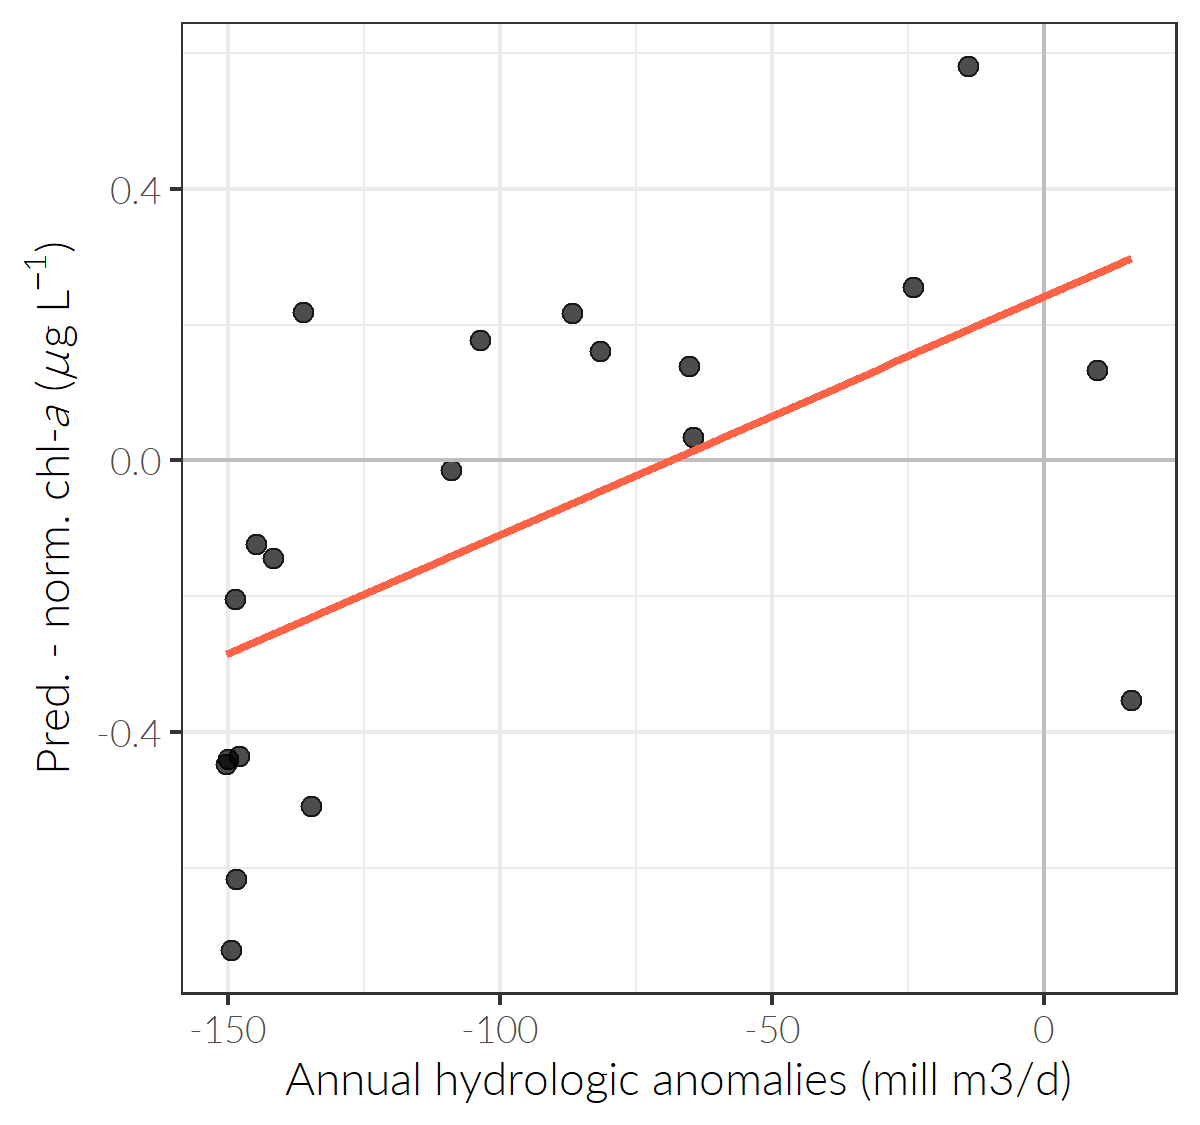 Pred. - norm. chl-a (μg L⁻¹)
0.4
0.0
-0.4
-150 -100 -50 0
Annual hydrologic anomalies (mill m3/d)